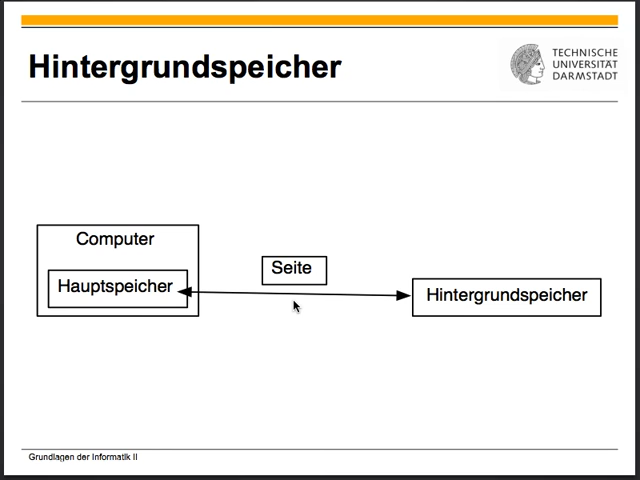 Hintergrundspeicher
TECHNISCHE
UNIVERSITÄT
DARMSTADT
Computer
Hauptspeicher
Seite
Hintergrundspeicher
Grundlagen der Informatik II